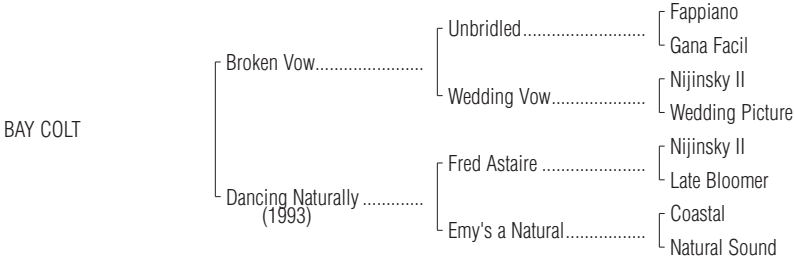 Fappiano
Unbridled..........................
Gana Facil
Broken Vow.......................
Nijinsky II
Wedding Vow....................
Wedding Picture
BAY COLT
Nijinsky II
Fred Astaire ......................
Late Bloomer
Dancing Naturally .............
(1993)
Coastal
Emy's a Natural.................
Natural Sound